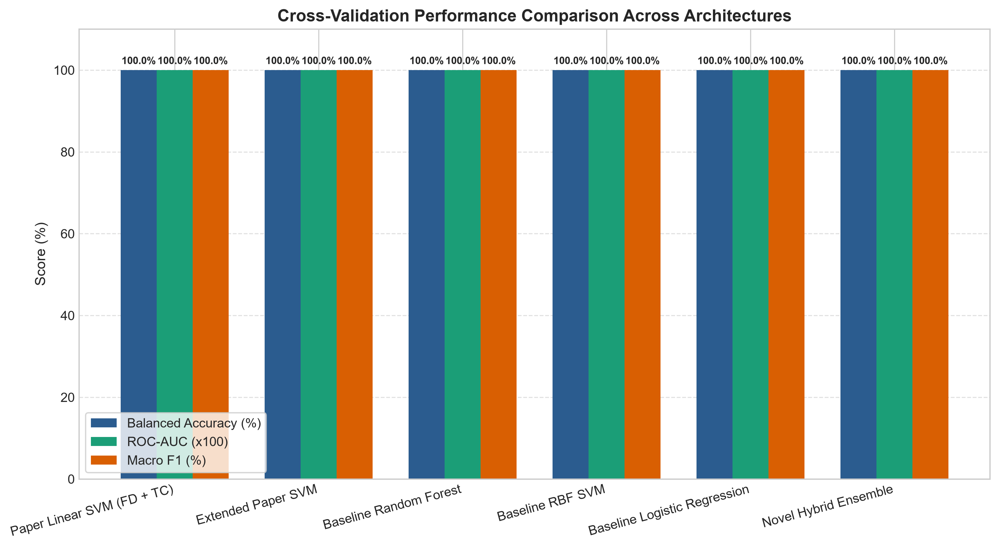 Cross-Validation Performance Comparison Across Architectures
100.0% 100.0% 100.0% 100.0% 100.0% 100.0% 100.0% 100.0% 100.0% 100.0% 100.0% 100.0% 100.0% 100.0% 100.0% 100.0% 100.0% 100.0%
100
80
60
40
20
0
Score (%)
Balanced Accuracy (%)
ROC-AUC (x100)
Macro F1 (%)
Paper Linear SVM (FD + TC)
Extended Paper SVM
Baseline Random Forest
Baseline RBF SVM
Baseline Logistic Regression
Novel Hybrid Ensemble